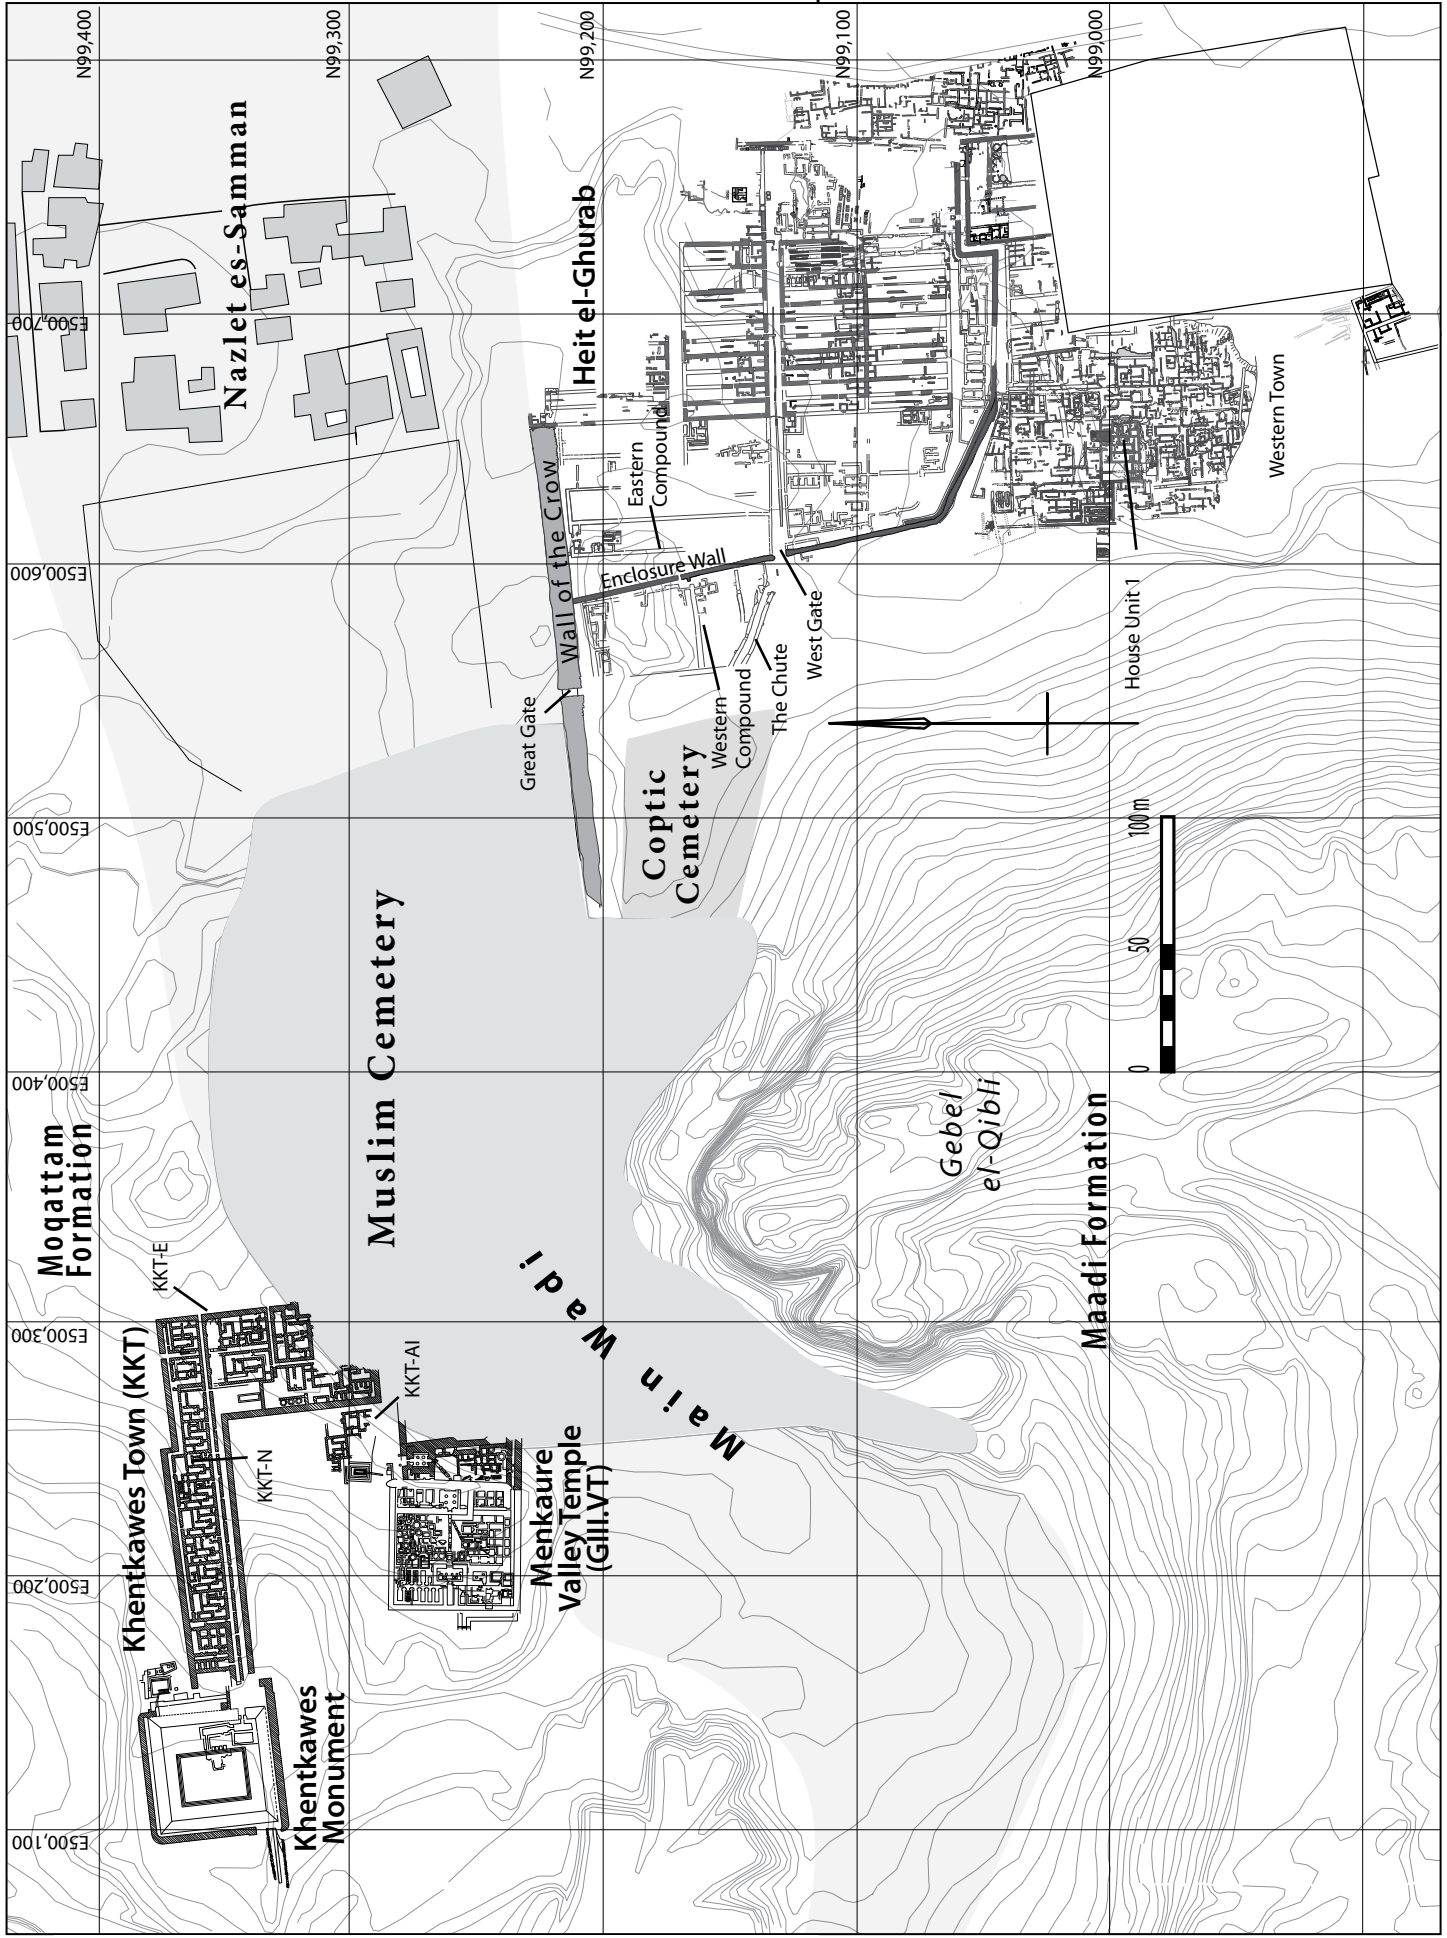 N99,400
N99,300
N99,200
N99,100
N99,000
E500,100
E500,200
E500,300
E500,400
E500,500
E500,600
E500,700
Moqattam
Formation
Khentkawes Town (KKT)
KKT-E
KKT-N
KKT-AI
Khentkawes
Monument
Menkaure
Valley Temple
(GIII.VT)
Muslim Cemetery
Main Wadi
Nazlet es-Samman
Heit el-Ghurab
Great Gate
Wall of the Crow
Coptic
Cemetery
Eastern
Compound
Enclosure Wall
Western
Compound
The Chute
West Gate
Gebel
el-Qibli
Maadi Formation
House Unit 1
Western Town
0
50
100 m